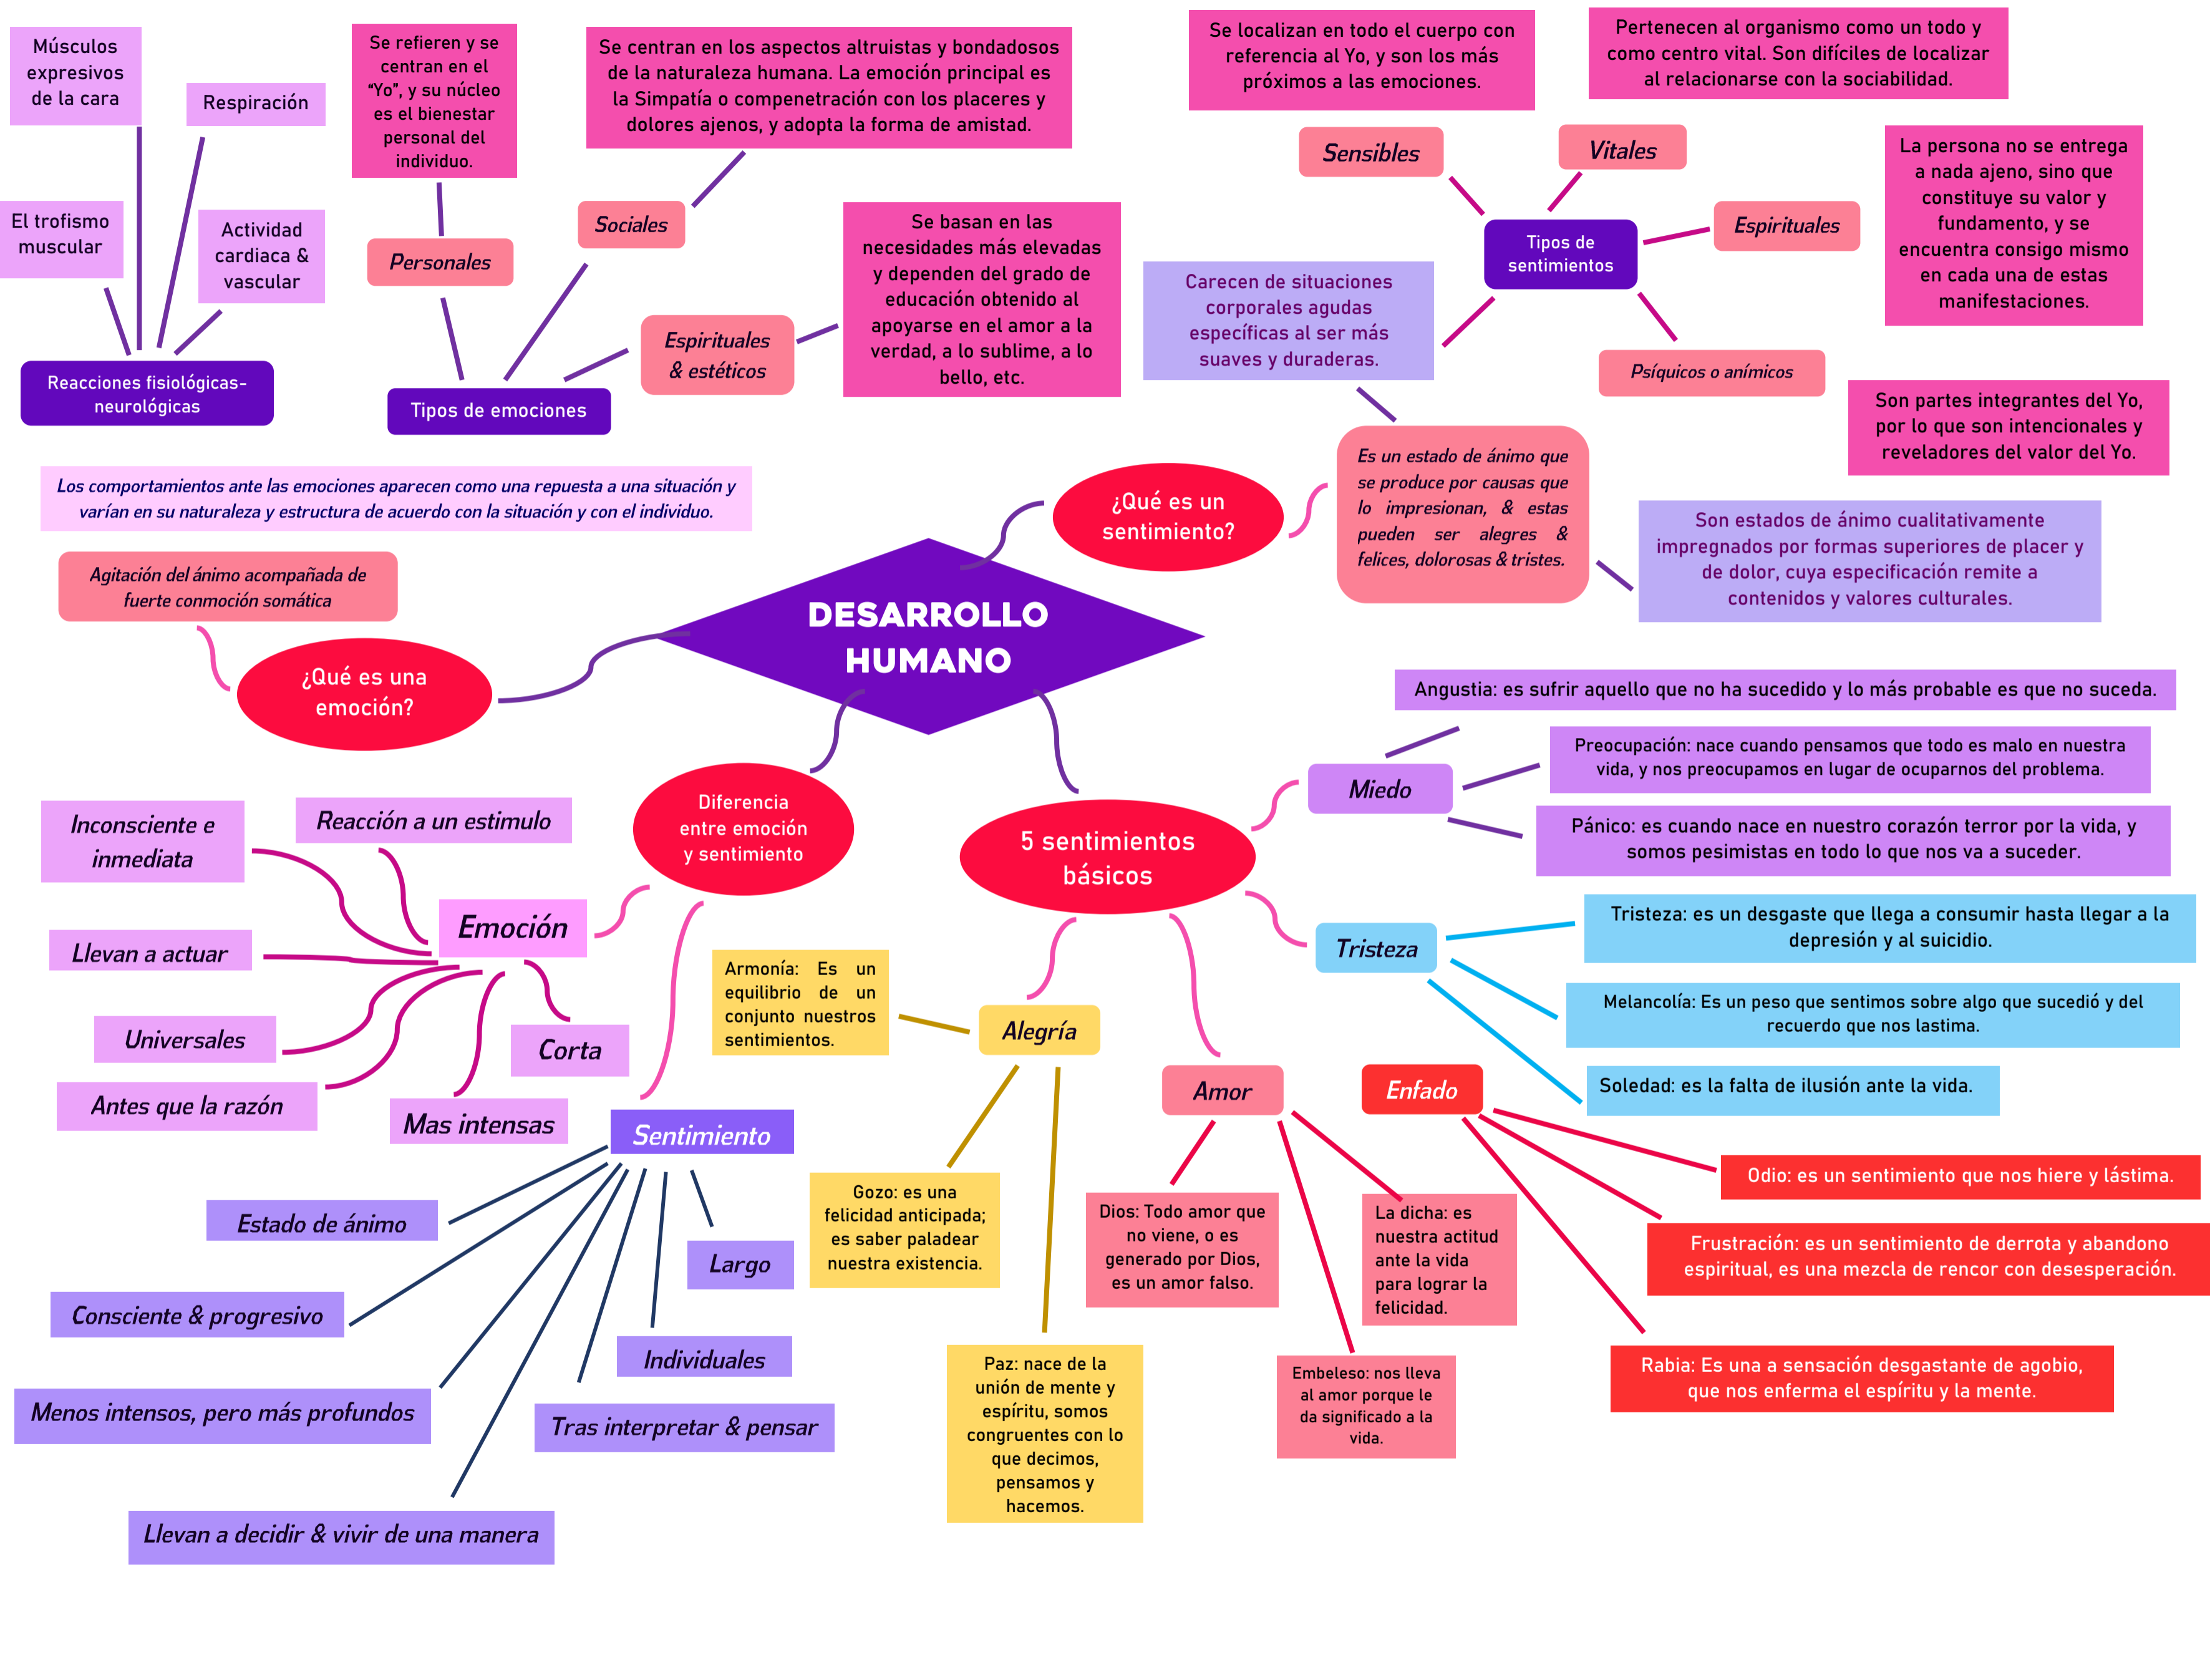 Músculos
expresivos
de la cara
Respiración
El trofismo
muscular
Actividad
cardiaca &
vascular
Reacciones fisiológicas-
neurológicas
Se refieren y se
centran en el
“Yo”, y su núcleo
es el bienestar
personal del
individuo.
Personales
Se centran en los aspectos altruistas y bondadosos
de la naturaleza humana. La emoción principal es
la Simpatía o compenetración con los placeres y
dolores ajenos, y adopta la forma de amistad.
Sociales
Se basan en las
necesidades más elevadas
y dependen del grado de
educación obtenido al
apoyarse en el amor a la
verdad, a lo sublime, a lo
bello, etc.
Espirituales
& estéticos
Tipos de emociones
Se localizan en todo el cuerpo con
referencia al Yo, y son los más
próximos a las emociones.
Sensibles
Pertenecen al organismo como un todo y
como centro vital. Son difíciles de localizar
al relacionarse con la sociabilidad.
Vitales
La persona no se entrega
a nada ajeno, sino que
constituye su valor y
fundamento, y se
encuentra consigo mismo
en cada una de estas
manifestaciones.
Espirituales
Tipos de
sentimientos
Psíquicos o anímicos
Son partes integrantes del Yo,
por lo que son intencionales y
reveladores del valor del Yo.
Carecen de situaciones
corporales agudas
específicas al ser más
suaves y duraderas.
Es un estado de ánimo que
se produce por causas que
lo impresionan, & estas
pueden ser alegres &
felices, dolorosas & tristes.
Son estados de ánimo cualitativamente
impregnados por formas superiores de placer y
de dolor, cuya especificación remite a
contenidos y valores culturales.
¿Qué es un
sentimiento?
Los comportamientos ante las emociones aparecen como una repuesta a una situación y
varían en su naturaleza y estructura de acuerdo con la situación y con el individuo.
Agitación del ánimo acompañada de
fuerte conmoción somática
¿Qué es una
emoción?
DESARROLLO
HUMANO
Diferencia
entre emoción
y sentimiento
Inconsciente e
inmediata
Reacción a un estimulo
Emoción
Llevan a actuar
Universales
Corta
Antes que la razón
Mas intensas
Sentimiento
Estado de ánimo
Largo
Consciente & progresivo
Individuales
Menos intensos, pero más profundos
Tras interpretar & pensar
Llevan a decidir & vivir de una manera
5 sentimientos
básicos
Miedo
Angustia: es sufrir aquello que no ha sucedido y lo más probable es que no suceda.
Preocupación: nace cuando pensamos que todo es malo en nuestra
vida, y nos preocupamos en lugar de ocuparnos del problema.
Pánico: es cuando nace en nuestro corazón terror por la vida, y
somos pesimistas en todo lo que nos va a suceder.
Tristeza
Tristeza: es un desgaste que llega a consumir hasta llegar a la
depresión y al suicidio.
Melancolía: Es un peso que sentimos sobre algo que sucedió y del
recuerdo que nos lastima.
Soledad: es la falta de ilusión ante la vida.
Alegría
Armonía: Es un
equilibrio de un
conjunto nuestros
sentimientos.
Gozo: es una
felicidad anticipada;
es saber paladear
nuestra existencia.
Paz: nace de la
unión de mente y
espíritu, somos
congruentes con lo
que decimos,
pensamos y
hacemos.
Amor
Dios: Todo amor que
no viene, o es
generado por Dios,
es un amor falso.
La dicha: es
nuestra actitud
ante la vida
para lograr la
felicidad.
Embeleso: nos lleva
al amor porque le
da significado a la
vida.
Enfado
Odio: es un sentimiento que nos hiere y lástima.
Frustración: es un sentimiento de derrota y abandono
espiritual, es una mezcla de rencor con desesperación.
Rabia: Es una a sensación desgastante de agobio,
que nos enferma el espíritu y la mente.